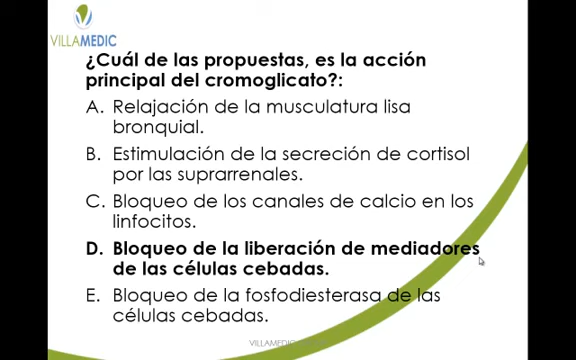 VILLAMEDIC
¿Cuál de las propuestas, es la acción
principal del cromoglicato?:
A. Relajación de la musculatura lisa
bronquial.
B. Estimulación de la secreción de cortisol
por las suprarrenales.
C. Bloqueo de los canales de calcio en los
linfocitos.
D. Bloqueo de la liberación de mediadores
de las células cebadas.
E. Bloqueo de la fosfodiesterasa de las
células cebadas.
VILLAMEDIC